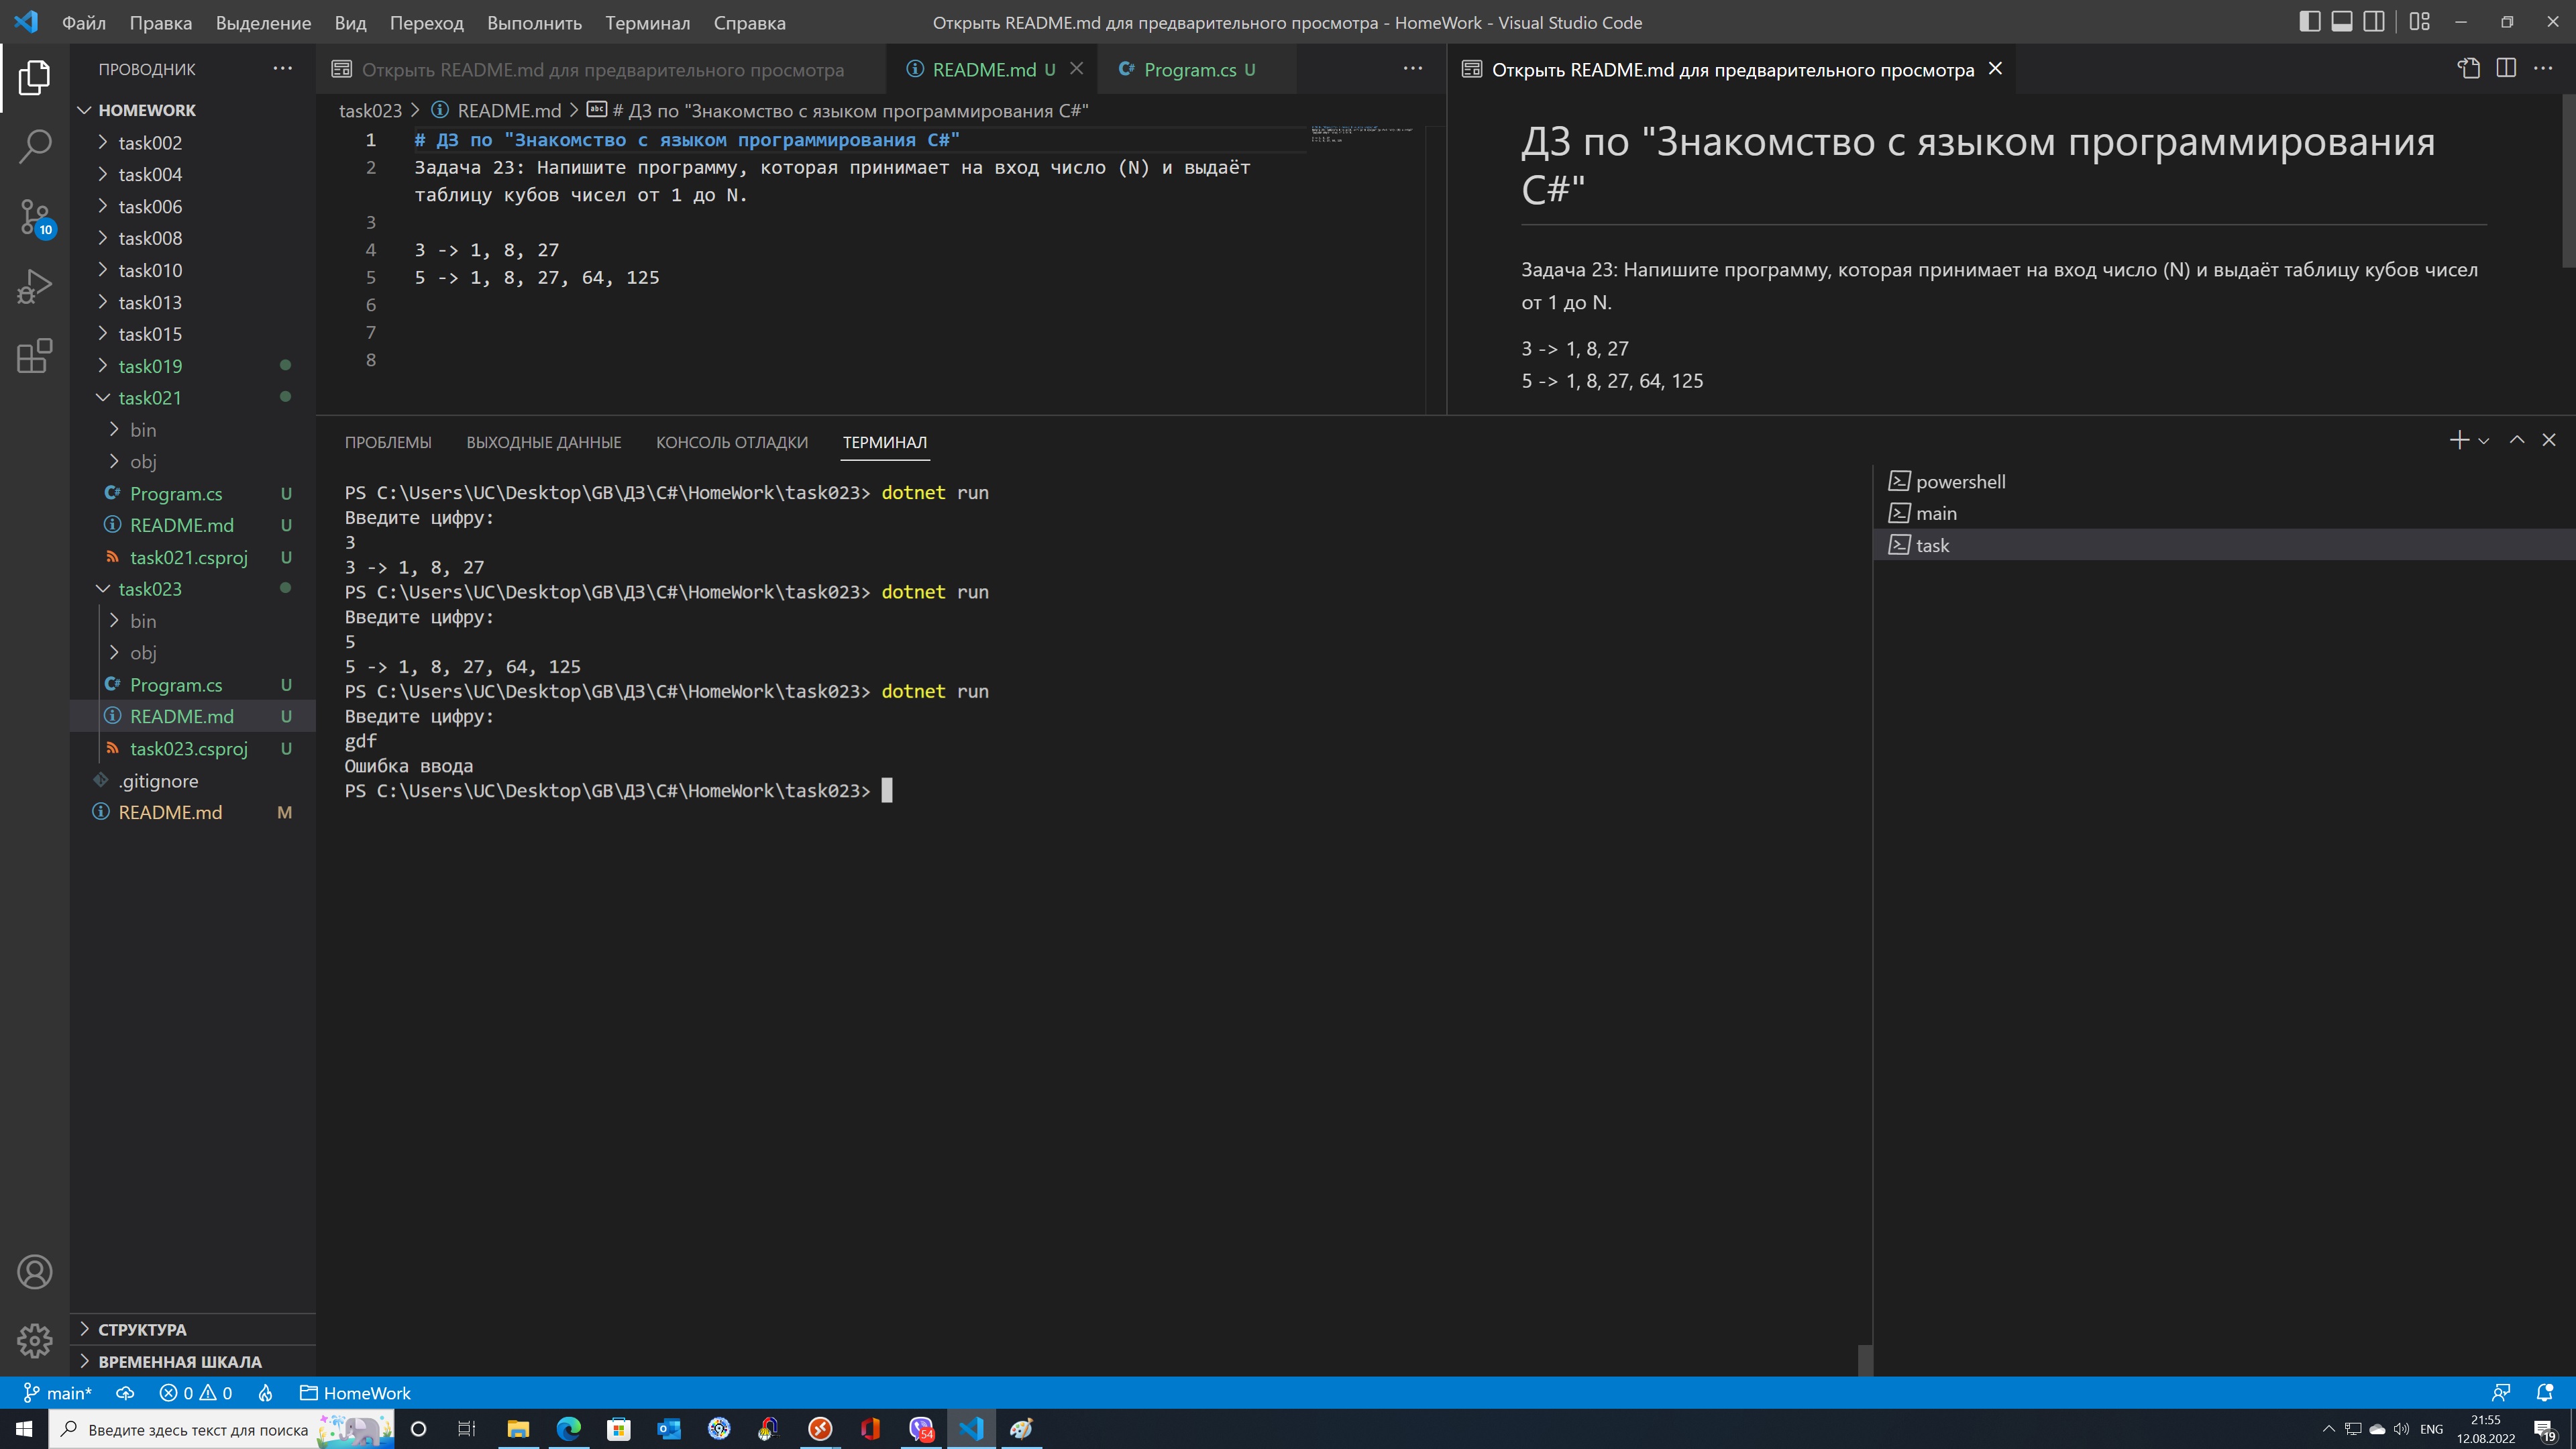 Файл Правка Выделение Вид Переход Выполнить Терминал Справка Открыть README.md для предварительного просмотра - HomeWork - Visual Studio Code
ПРОВОДНИК
HOMEWORK
task002
task004
task006
task008
task010
task013
task015
task019
task021
bin
obj
Program.cs U
README.md U
task021.csproj U
task023
bin
obj
Program.cs U
README.md U
task023.csproj U
.gitignore
README.md M
СТРУКТУРА
ВРЕМЕННАЯ ШКАЛА
10
Открыть README.md для предварительного просмотра README.md U Program.cs U
task023 > README.md > # ДЗ по "Знакомство с языком программирования C#"
1 # ДЗ по "Знакомство с языком программирования C#"
2 Задача 23: Напишите программу, которая принимает на вход число (N) и выдаёт
таблицу кубов чисел от 1 до N.
3
4 3 -> 1, 8, 27
5 5 -> 1, 8, 27, 64, 125
6
7
8
Открыть README.md для предварительного просмотра
ДЗ по "Знакомство с языком программирования
C#"
Задача 23: Напишите программу, которая принимает на вход число (N) и выдаёт таблицу кубов чисел
от 1 до N.
3 -> 1, 8, 27
5 -> 1, 8, 27, 64, 125
ПРОБЛЕМЫ ВЫХОДНЫЕ ДАННЫЕ КОНСОЛЬ ОТЛАДКИ ТЕРМИНАЛ
PS C:\Users\UC\Desktop\GB\ДЗ\C#\HomeWork\task023> dotnet run
Введите цифру:
3
3 -> 1, 8, 27
PS C:\Users\UC\Desktop\GB\ДЗ\C#\HomeWork\task023> dotnet run
Введите цифру:
5
5 -> 1, 8, 27, 64, 125
PS C:\Users\UC\Desktop\GB\ДЗ\C#\HomeWork\task023> dotnet run
Введите цифру:
gdf
Ошибка ввода
PS C:\Users\UC\Desktop\GB\ДЗ\C#\HomeWork\task023>
powershell
main
task
main* 0 0 HomeWork
Введите здесь текст для поиска
54
ENG
21:55
12.08.2022
19